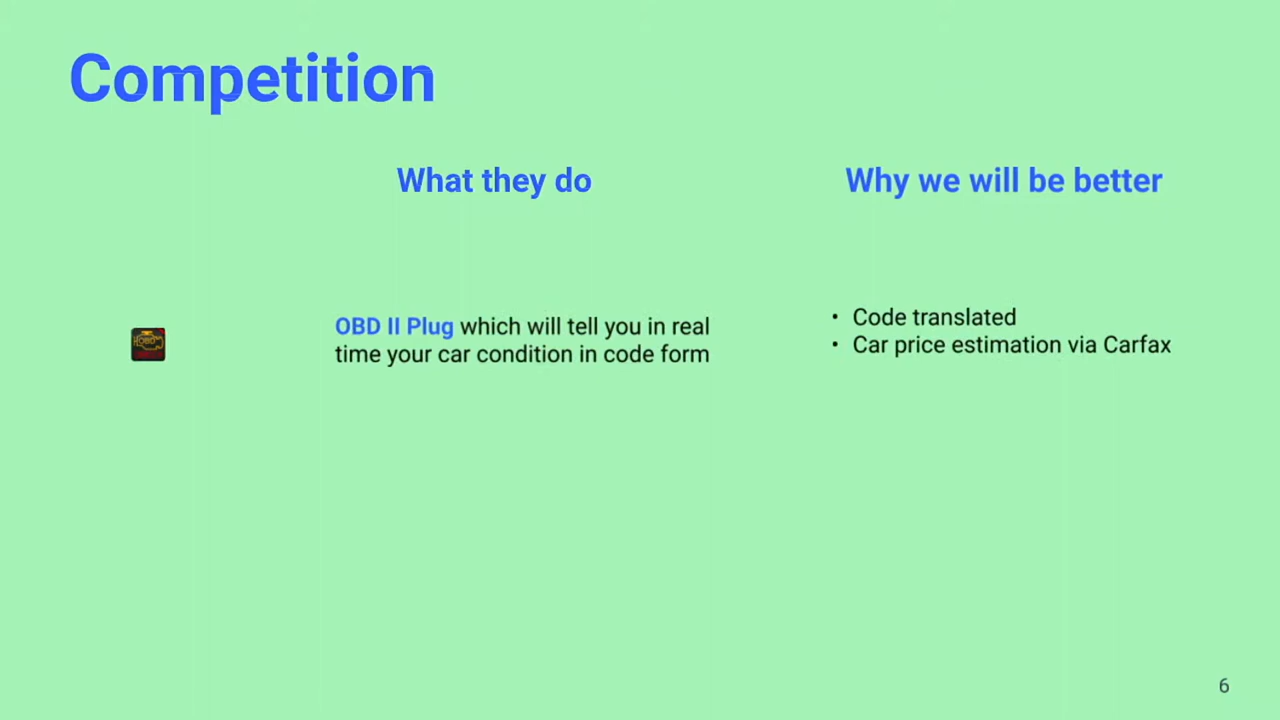 Competition
What they do
Why we will be better
OBD II Plug which will tell you in real
time your car condition in code form
• Code translated
• Car price estimation via Carfax
6